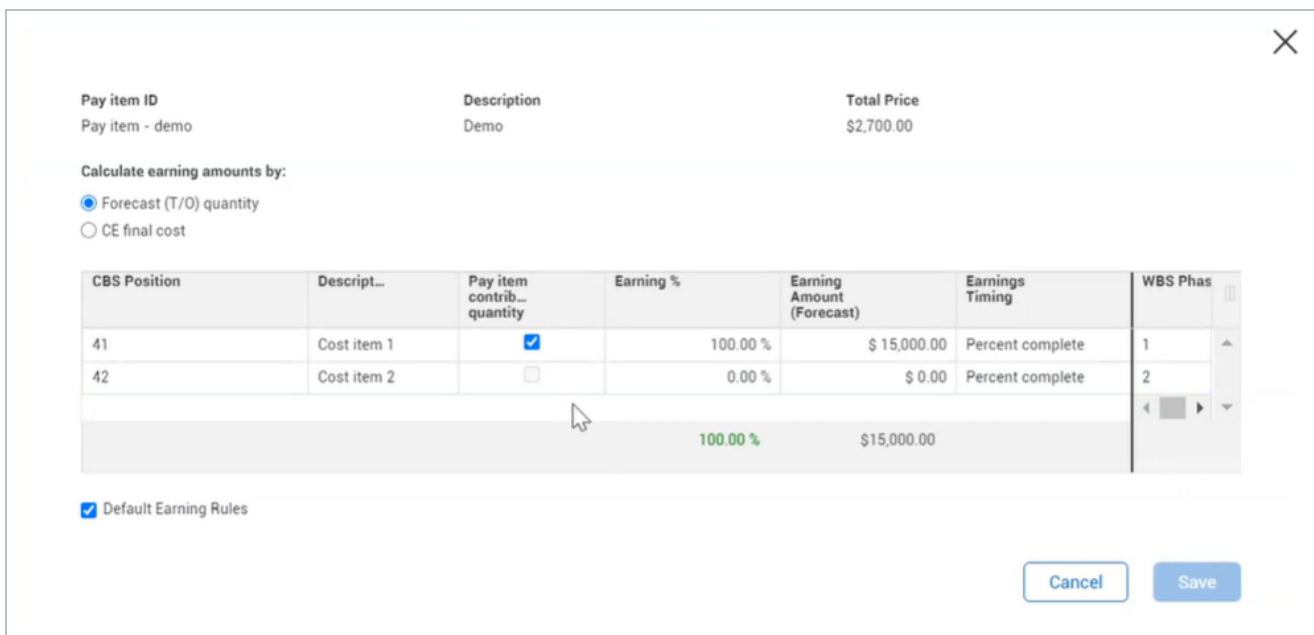 Pay item ID Description Total Price
Pay item - demo Demo $2,700.00
Calculate earning amounts by:
Forecast (T/O) quantity
CE final cost
CBS Position Descript... Pay item contrib... quantity Earning % Earning Amount (Forecast) Earnings Timing WBS Phas
41 Cost item 1 100.00 % $ 15,000.00 Percent complete 1
42 Cost item 2 0.00 % $ 0.00 Percent complete 2
100.00 % $15,000.00
Default Earning Rules
Cancel Save